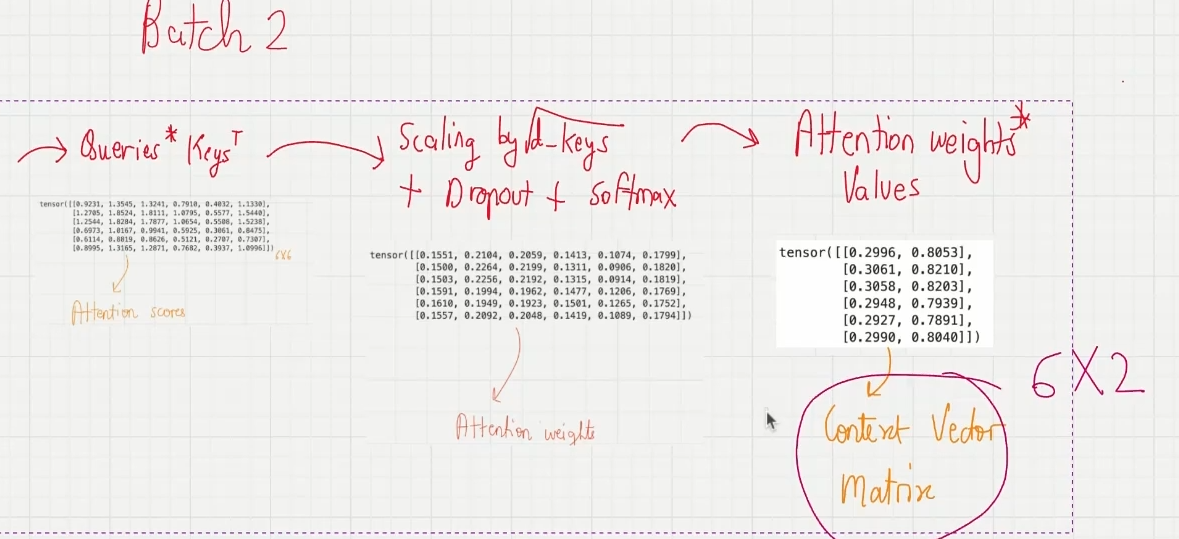 Batch 2
Queries * Keys^T
Scaling by √d_keys
+ Dropout + Softmax
Attention weights *
Values
tensor([[0.9231, 1.3545, 1.3241, 0.7910, 0.4032, 1.1330],
[1.2705, 1.8524, 1.8111, 1.0795, 0.5577, 1.5440],
[1.2544, 1.8284, 1.7877, 1.0654, 0.5508, 1.5238],
[0.6973, 1.0167, 0.9941, 0.5925, 0.3061, 0.8475],
[0.6114, 0.8819, 0.8626, 0.5121, 0.2707, 0.7307],
[0.8995, 1.3165, 1.2871, 0.7682, 0.3937, 1.0996]])
6x6
Attention scores
tensor([[0.1551, 0.2104, 0.2059, 0.1413, 0.1074, 0.1799],
[0.1500, 0.2264, 0.2199, 0.1311, 0.0906, 0.1820],
[0.1503, 0.2256, 0.2192, 0.1315, 0.0914, 0.1819],
[0.1591, 0.1994, 0.1962, 0.1477, 0.1206, 0.1769],
[0.1610, 0.1949, 0.1923, 0.1501, 0.1265, 0.1752],
[0.1557, 0.2092, 0.2048, 0.1419, 0.1089, 0.1794]])
Attention weights
tensor([[0.2996, 0.8053],
[0.3061, 0.8210],
[0.3058, 0.8203],
[0.2948, 0.7939],
[0.2927, 0.7891],
[0.2990, 0.8040]])
6X2
Context Vector
Matrix